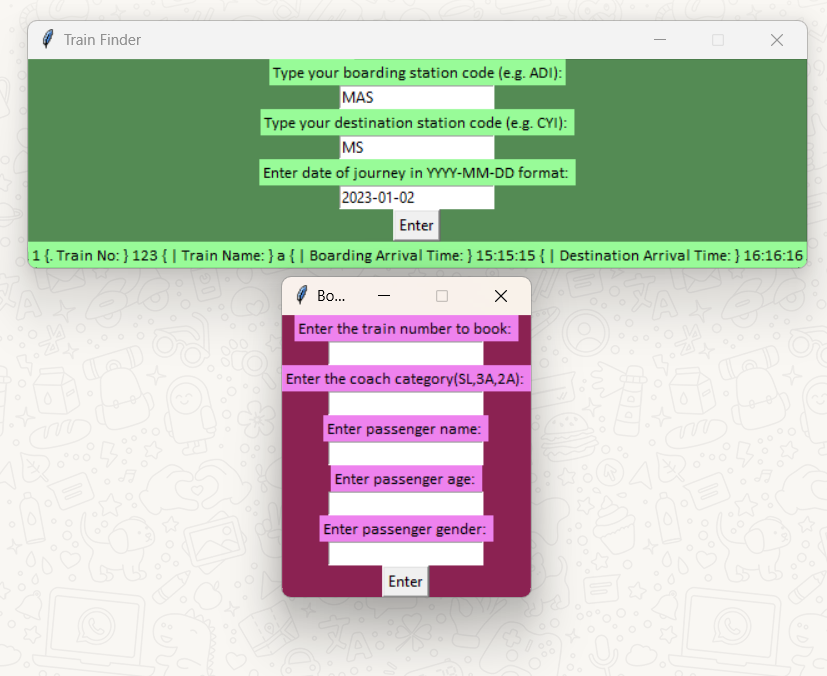 Train Finder
Type your boarding station code (e.g. ADI):
MAS
Type your destination station code (e.g. CYI):
MS
Enter date of journey in YYYY-MM-DD format:
2023-01-02
Enter
1 {. Train No: } 123 { | Train Name: } a { | Boarding Arrival Time: } 15:15:15 { | Destination Arrival Time: } 16:16:16
Bo...
Enter the train number to book:
Enter the coach category(SL,3A,2A):
Enter passenger name:
Enter passenger age:
Enter passenger gender:
Enter